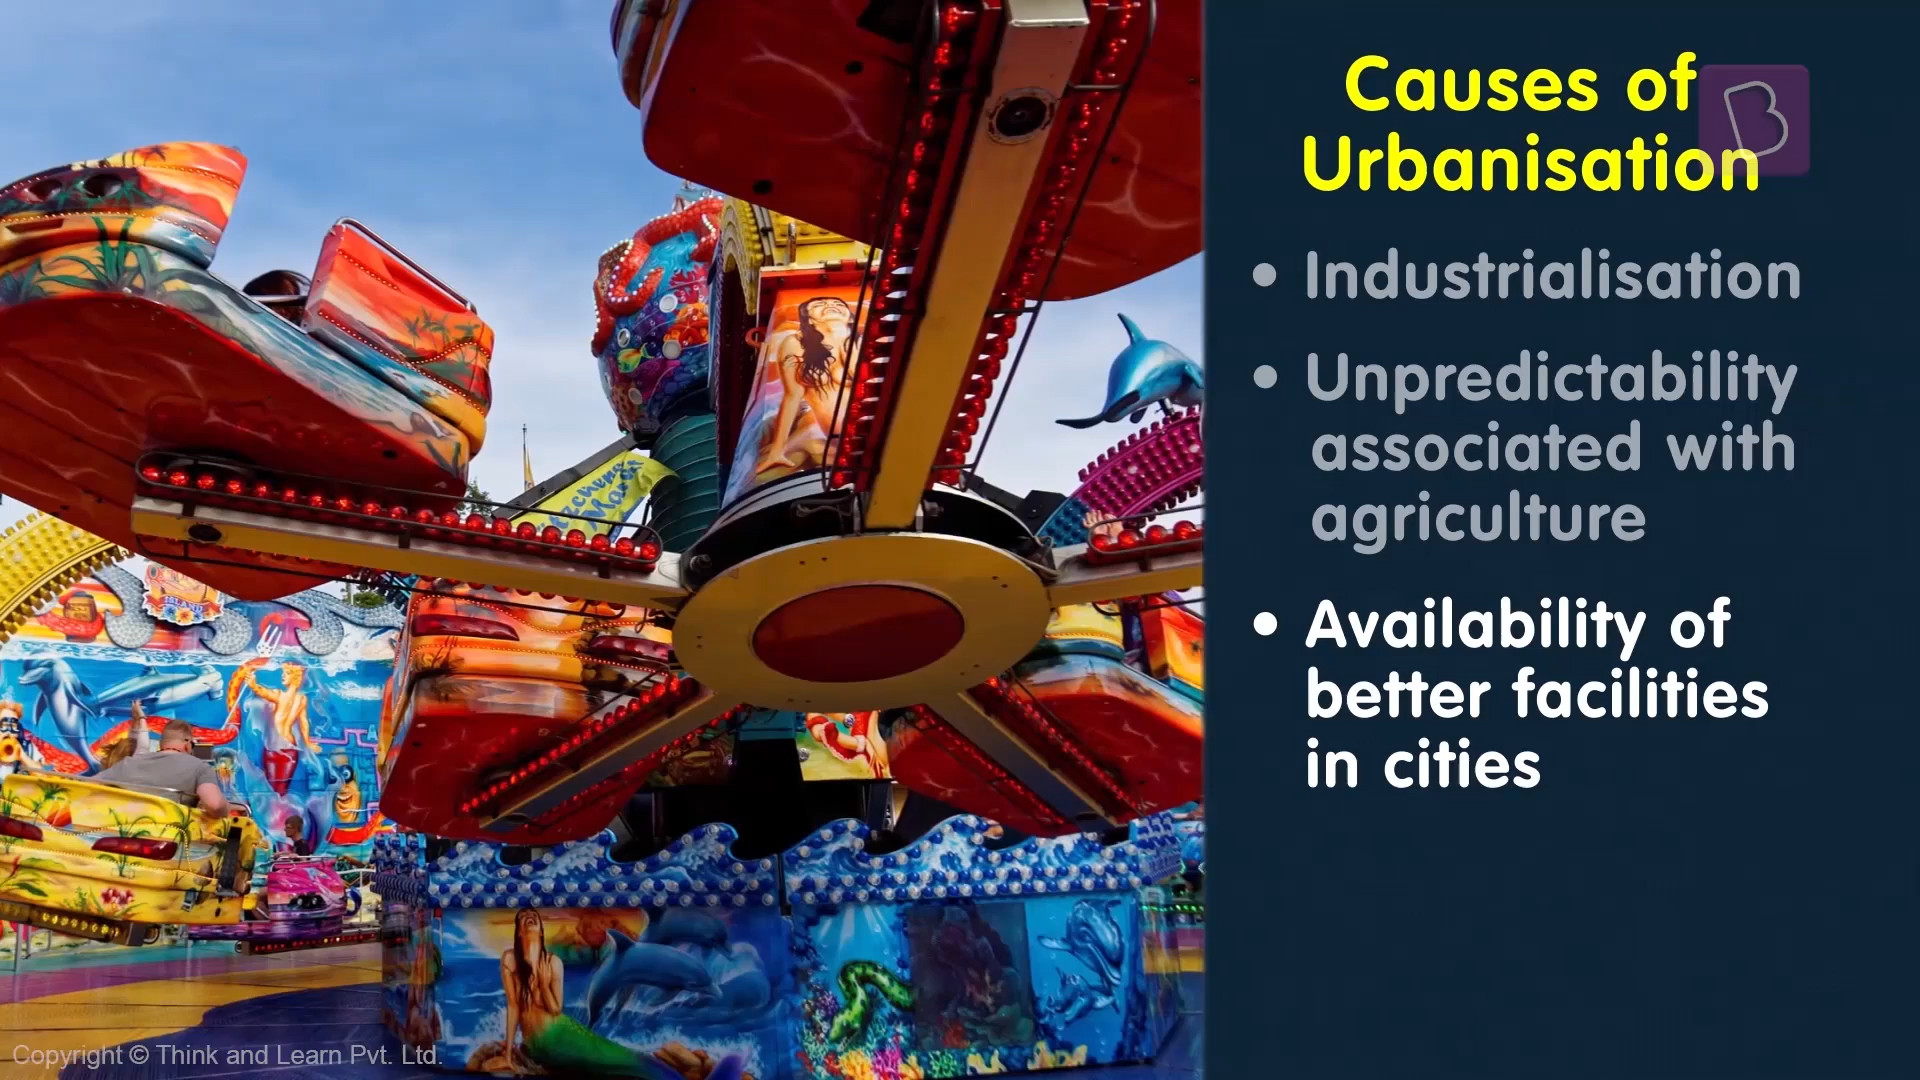 Causes of
Urbanisation
• Industrialisation
• Unpredictability
associated with
agriculture
• Availability of
better facilities
in cities
ISLAND
Copyright © Think and Learn Pvt. Ltd.